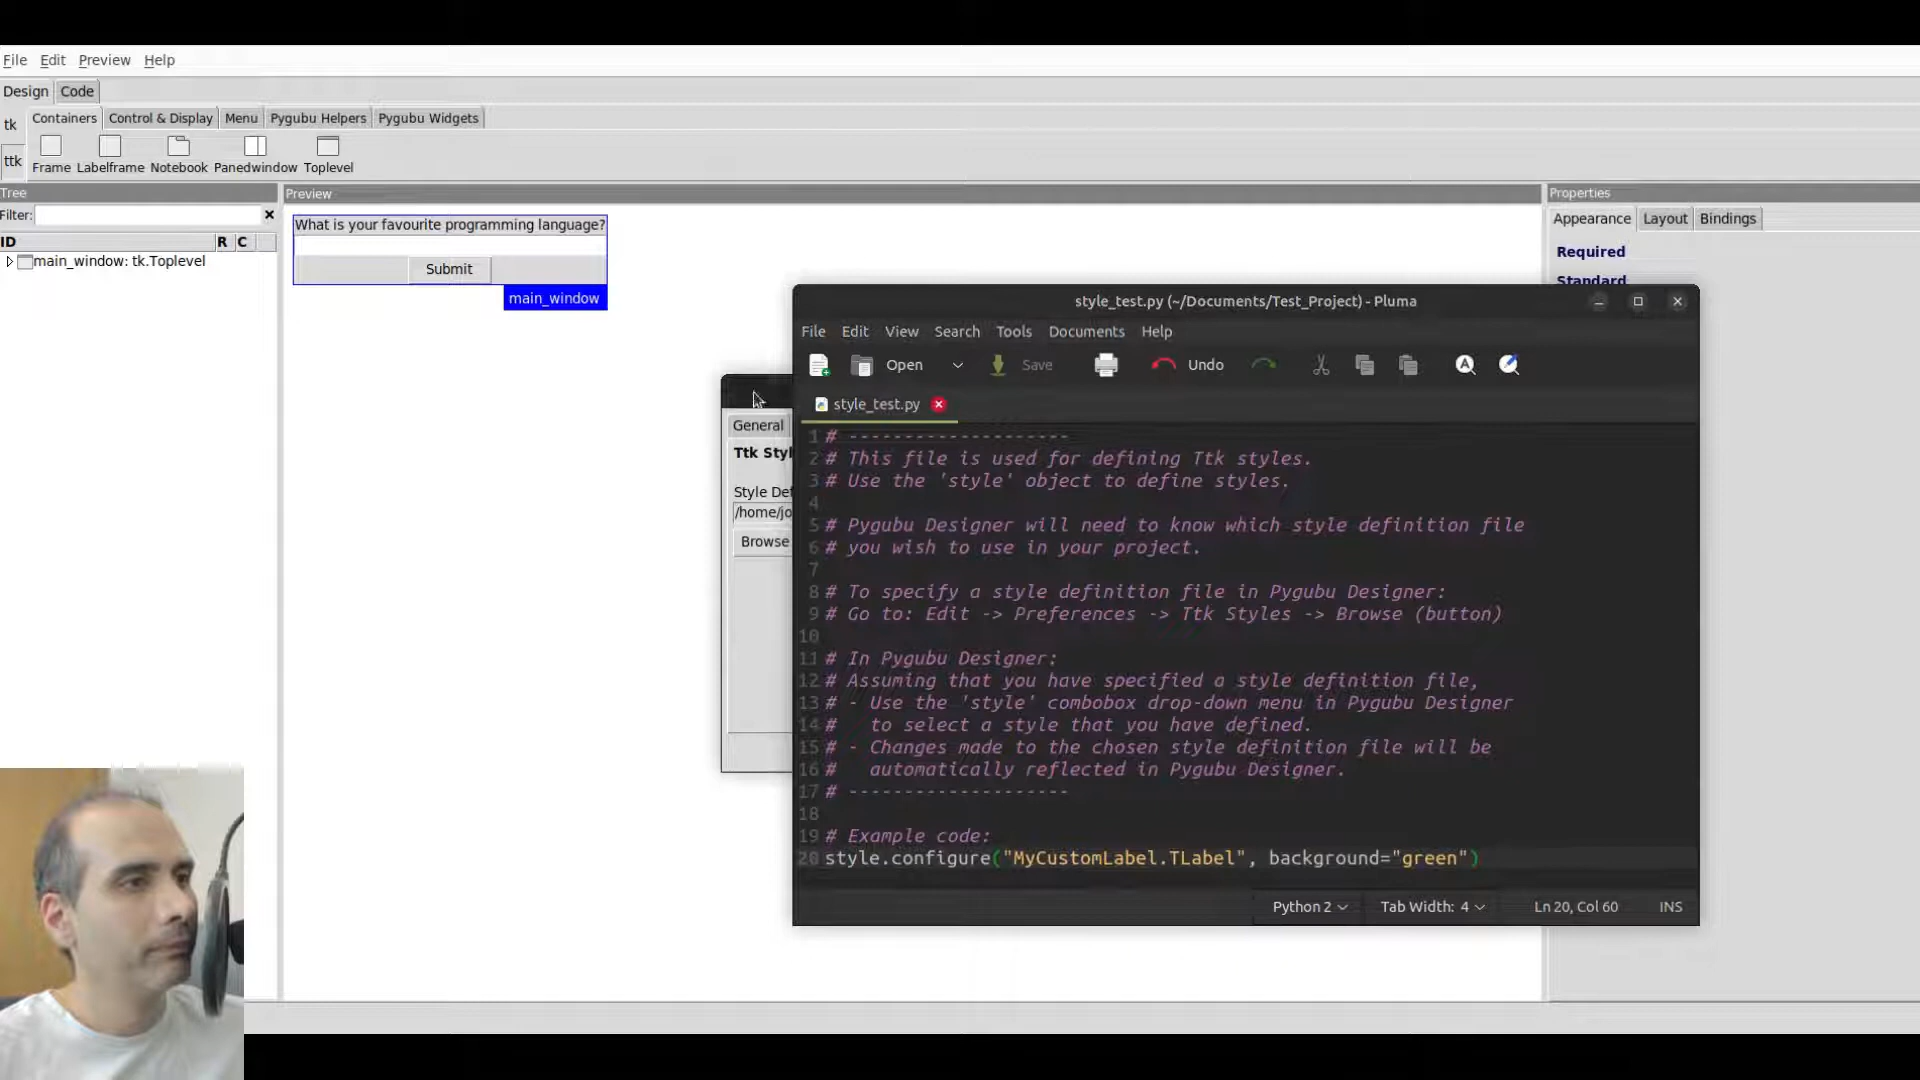 File Edit Preview Help
Design Code
tk
ttk
Containers Control & Display Menu Pygubu Helpers Pygubu Widgets
Frame Labelframe Notebook Panedwindow Toplevel
Tree
Filter:
ID R C
main_window: tk.Toplevel
Preview
What is your favourite programming language?
Submit
main_window
Properties
Appearance Layout Bindings
Required
Standard
General
Ttk Styl
Style De
/home/jo
Browse
style_test.py (~/Documents/Test_Project) - Pluma
File Edit View Search Tools Documents Help
Open Save Undo
style_test.py
1 # --------------------
2 # This file is used for defining Ttk styles.
3 # Use the 'style' object to define styles.
4
5 # Pygubu Designer will need to know which style definition file
6 # you wish to use in your project.
7
8 # To specify a style definition file in Pygubu Designer:
9 # Go to: Edit -> Preferences -> Ttk Styles -> Browse (button)
10
11 # In Pygubu Designer:
12 # Assuming that you have specified a style definition file,
13 # - Use the 'style' combobox drop-down menu in Pygubu Designer
14 #   to select a style that you have defined.
15 # - Changes made to the chosen style definition file will be
16 #   automatically reflected in Pygubu Designer.
17 # --------------------
18
19 # Example code:
20 style.configure("MyCustomLabel.TLabel", background="green")
Python 2 Tab Width: 4 Ln 20, Col 60 INS